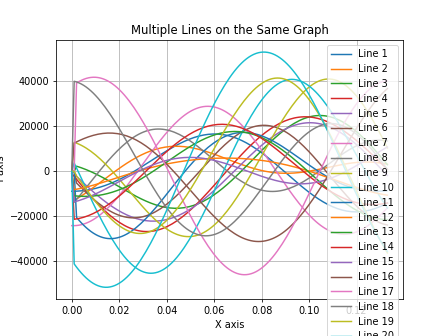 Multiple Lines on the Same Graph
40000
20000
0
−20000
−40000
0.00
0.02
0.04
0.06
0.08
0.10
X axis
Line 1
Line 2
Line 3
Line 4
Line 5
Line 6
Line 7
Line 8
Line 9
Line 10
Line 11
Line 12
Line 13
Line 14
Line 15
Line 16
Line 17
Line 18
Line 19
Line 20